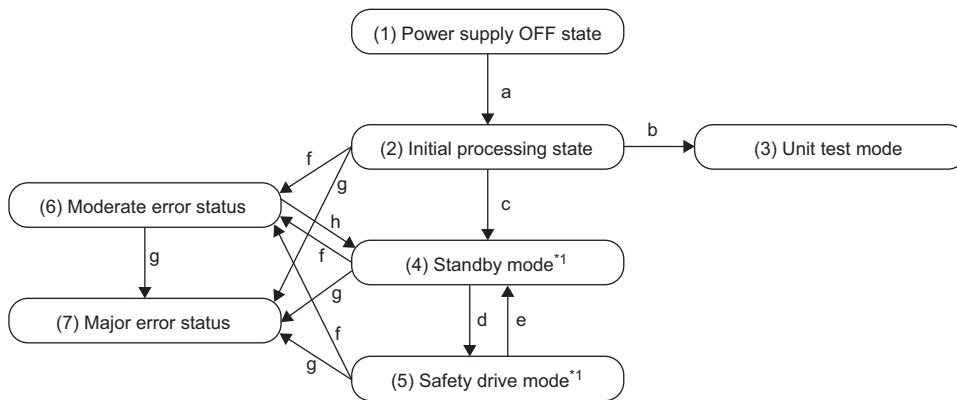 (1) Power supply OFF state
a
(2) Initial processing state
b
(3) Unit test mode
f
g
(6) Moderate error status
h
c
f
(4) Standby mode*1
g
g
(7) Major error status
f
d
e
g
(5) Safety drive mode*1